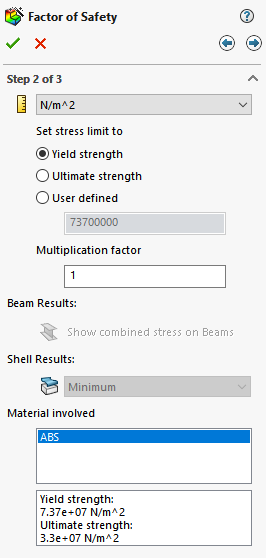 Factor of Safety
Step 2 of 3
N/m^2
Set stress limit to
Yield strength
Ultimate strength
User defined
73700000
Multiplication factor
1
Beam Results:
Show combined stress on Beams
Shell Results:
Minimum
Material involved
ABS
Yield strength:
7.37e+07 N/m^2
Ultimate strength:
3.3e+07 N/m^2